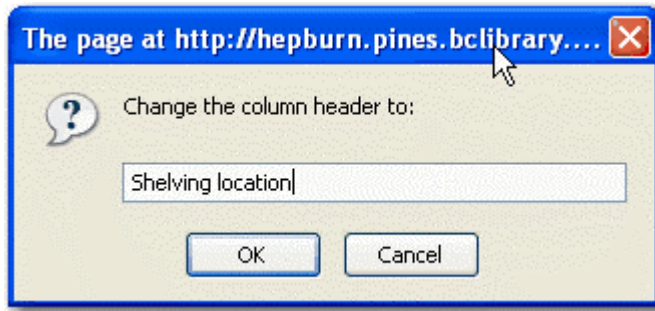 The page at http://hepburn.pines.bclibrary....
Change the column header to:
Shelving location
OK Cancel